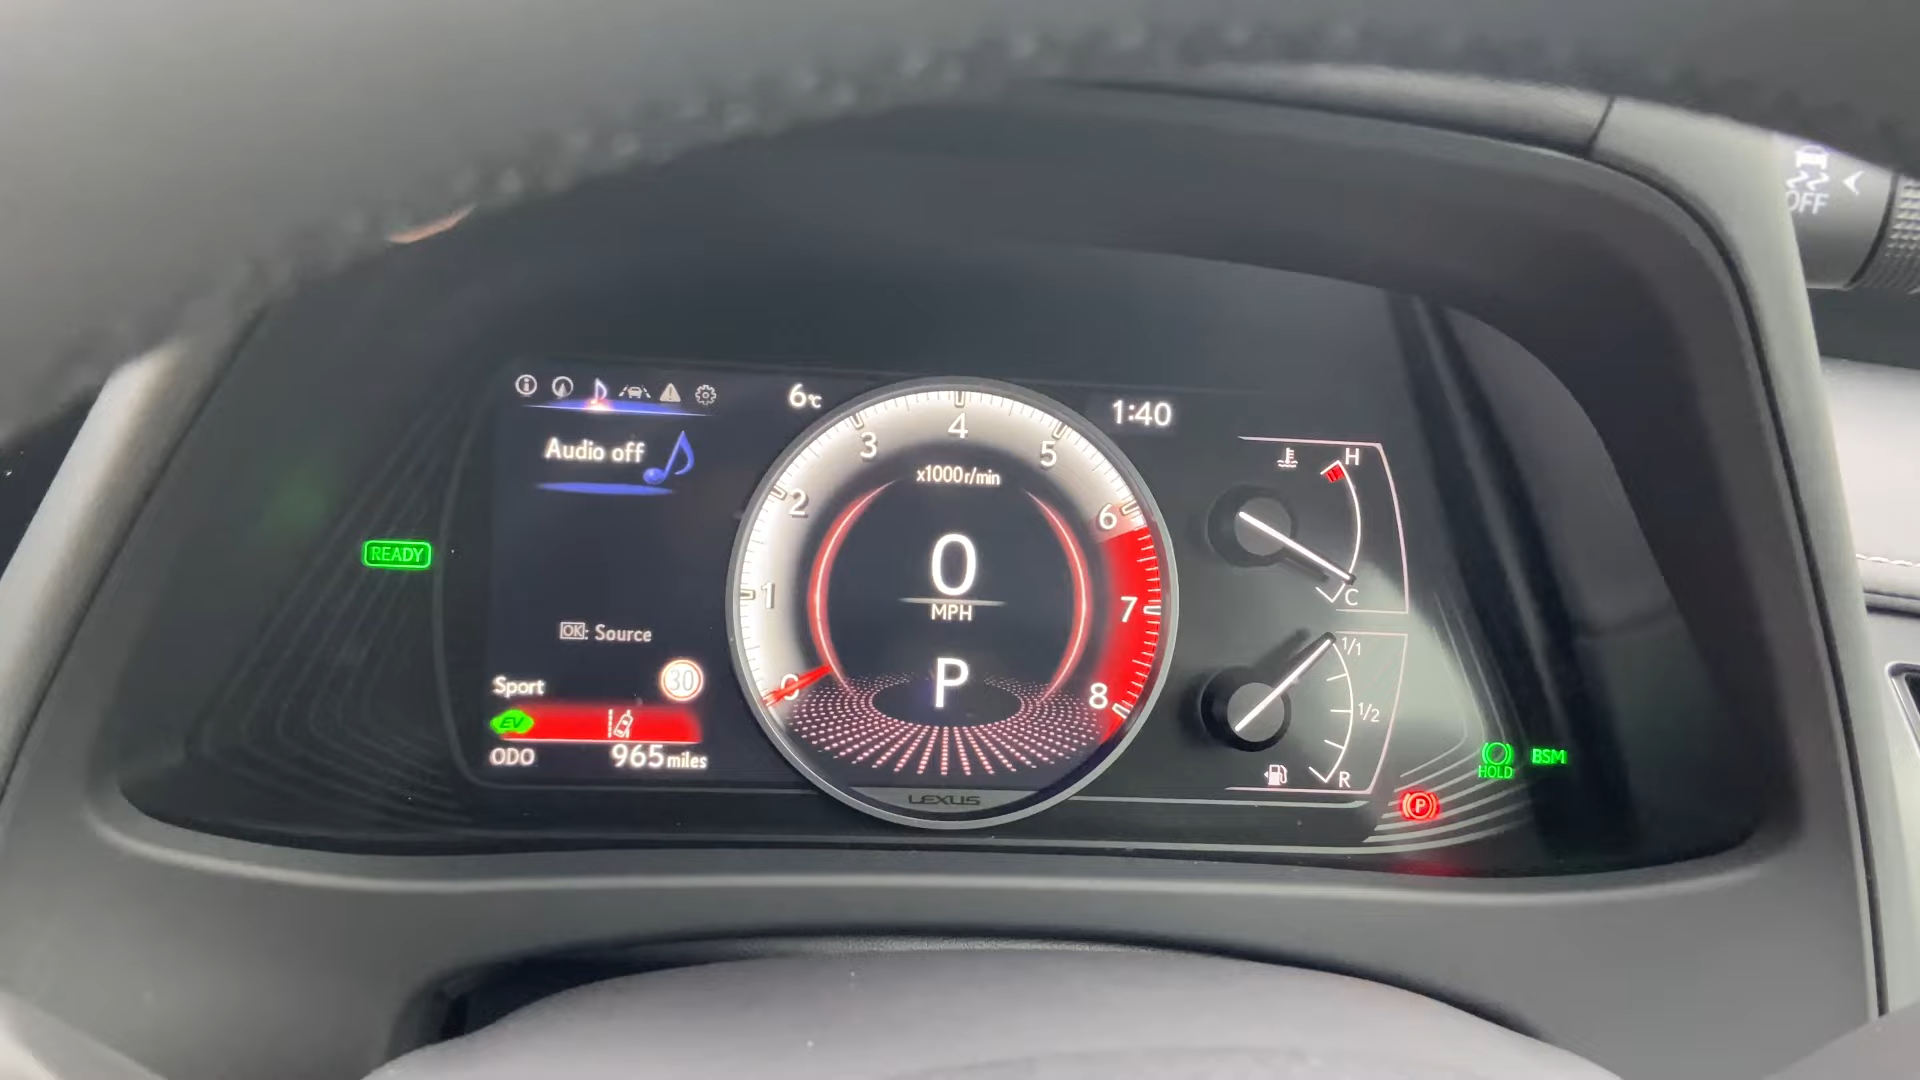 OFF
6℃
1:40
Audio off
4
3
5
x1000r/min
2
6
H
READY
0
MPH
1
7
C
OK: Source
1/1
Sport
30
P
0
8
1/2
EV
ODO
965 miles
R
LEXUS
HOLD
BSM
P